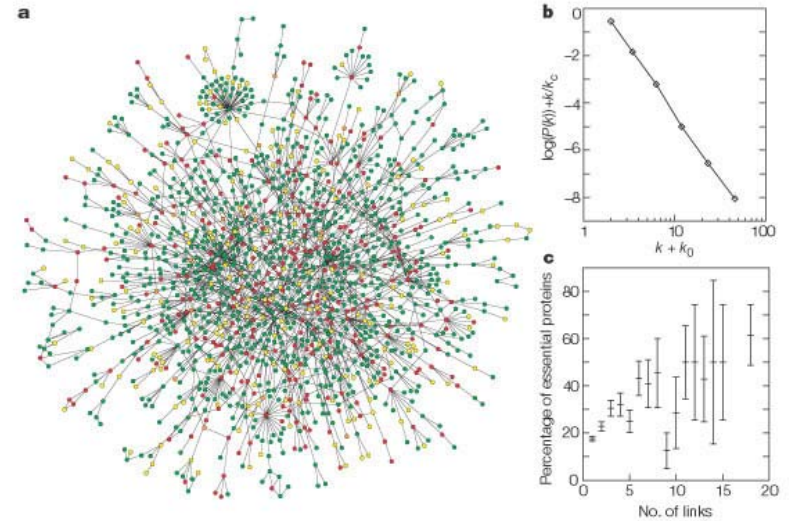 a
b
0
–2
–4
–6
–8
log(P(k))+k/kc
1
10
100
k + k0
c
80
60
40
20
0
Percentage of essential proteins
0
5
10
15
20
No. of links